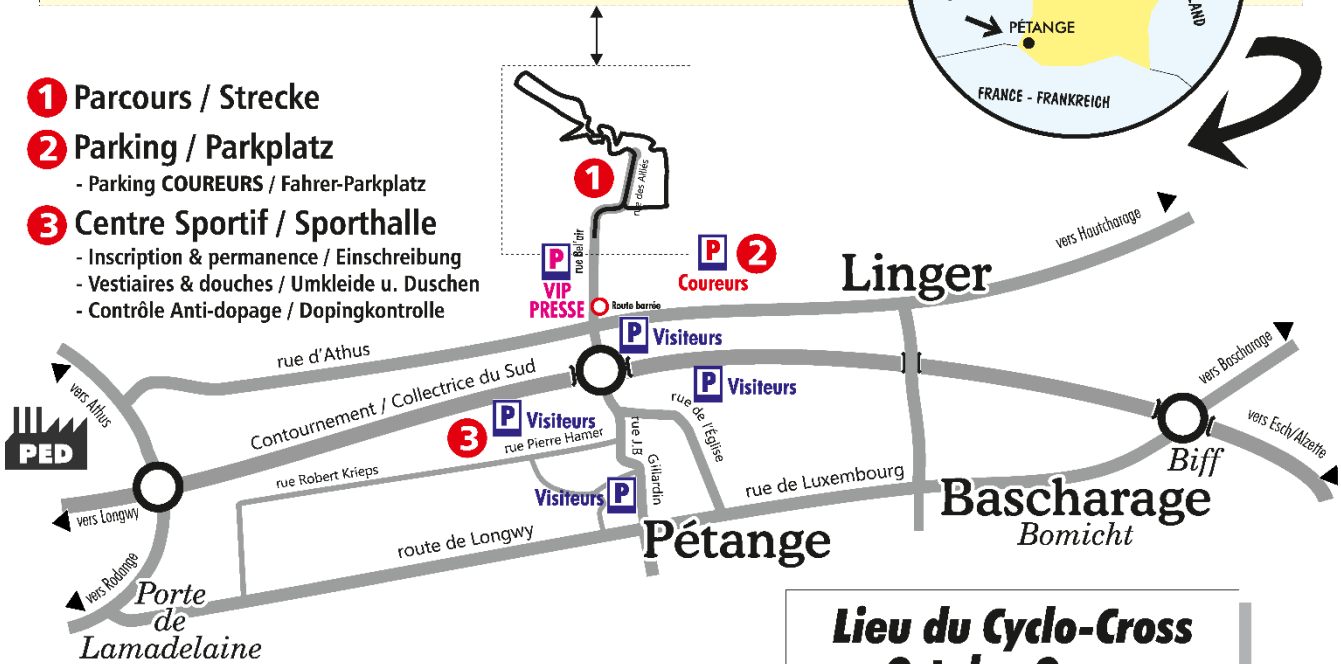 PÉTANGE
FRANCE - FRANKREICH
1 Parcours / Strecke
2 Parking / Parkplatz
- Parking COUREURS / Fahrer-Parkplatz
3 Centre Sportif / Sporthalle
- Inscription & permanence / Einschreibung
- Vestiaires & douches / Umkleide u. Duschen
- Contrôle Anti-dopage / Dopingkontrolle
1
rue des Alliés
rue Bel'air
P
VIP
PRESSE
P 2
Coureurs
Route barrée
Linger
vers Hautcharage
P Visiteurs
rue d'Athus
Contournement / Collectrice du Sud
P Visiteurs
vers Bascharage
vers Esch/Alzette
Biff
vers Athus
PED
P Visiteurs
3
rue Pierre Hamer
rue J.B.
Gillardin
rue de l'Église
rue Robert Krieps
Visiteurs P
rue de Luxembourg
Bascharage
Bomicht
vers Longwy
route de Longwy
Pétange
vers Rodange
Porte
de
Lamadelaine
Lieu du Cyclo-Cross